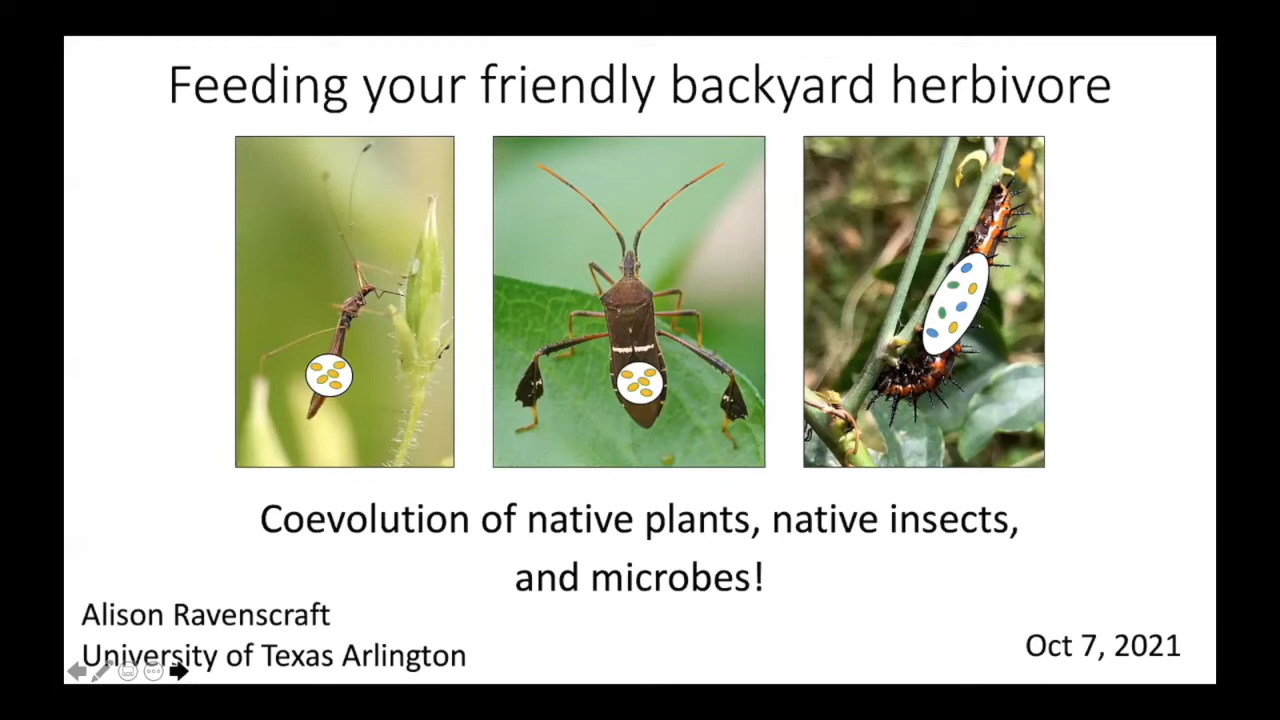 Feeding your friendly backyard herbivore
Coevolution of native plants, native insects,
and microbes!
Alison Ravenscraft
University of Texas Arlington
Oct 7, 2021